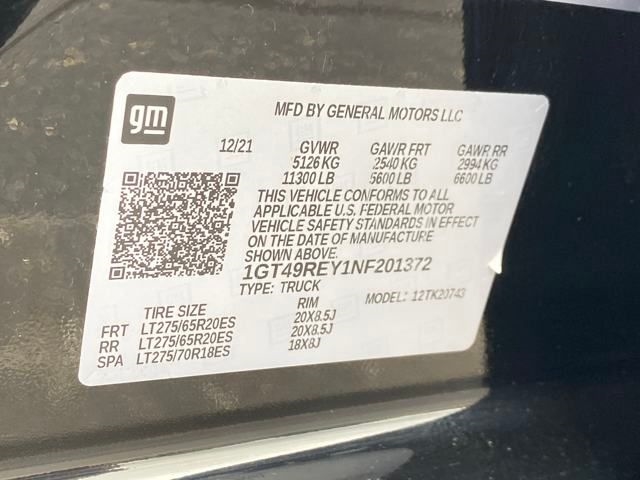 gm
MFD BY GENERAL MOTORS LLC
12/21 GVWR GAWR FRT GAWR RR
5126 KG 2540 KG 2994 KG
11300 LB 5600 LB 6600 LB
THIS VEHICLE CONFORMS TO ALL
APPLICABLE U.S. FEDERAL MOTOR
VEHICLE SAFETY STANDARDS IN EFFECT
ON THE DATE OF MANUFACTURE
SHOWN ABOVE.
1GT49REY1NF201372
TYPE: TRUCK MODEL: 12TK20743
TIRE SIZE RIM
FRT LT275/65R20ES 20X8.5J
RR LT275/65R20ES 20X8.5J
SPA LT275/70R18ES 18X8J